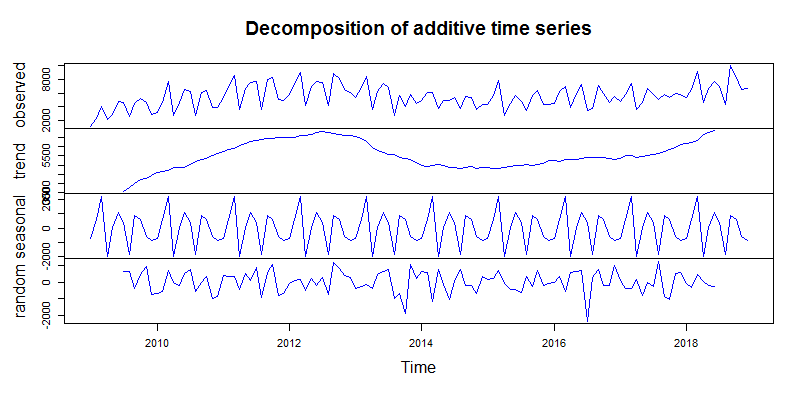 Decomposition of additive time series
observed
8000
2000
trend
5500
random seasonal
0
-2000
0
-2000
2010
2012
2014
2016
2018
Time